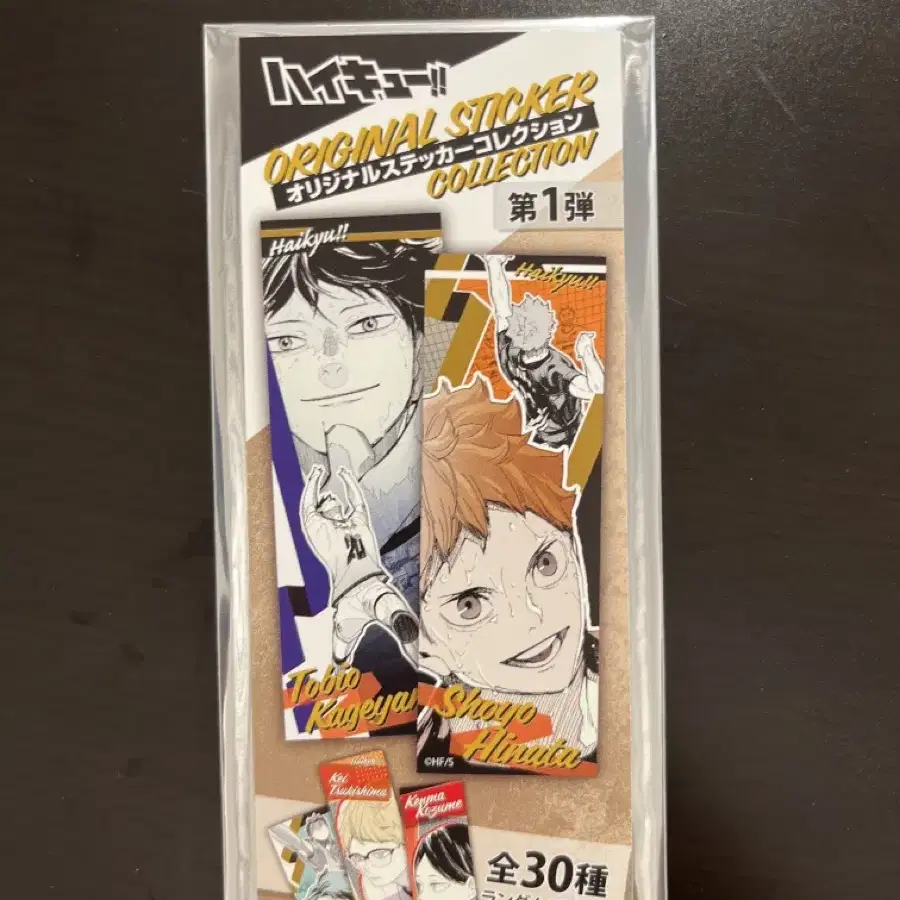 ハイキュー!!
ORIGINAL STICKER
オリジナルステッカーコレクション
COLLECTION
第1弾
Haikyu!!
Haikyu!!
Tobio
Shoyo
Hinata
©HF/S
Kei
Tsukishima
Kenma
Kozume
全30種